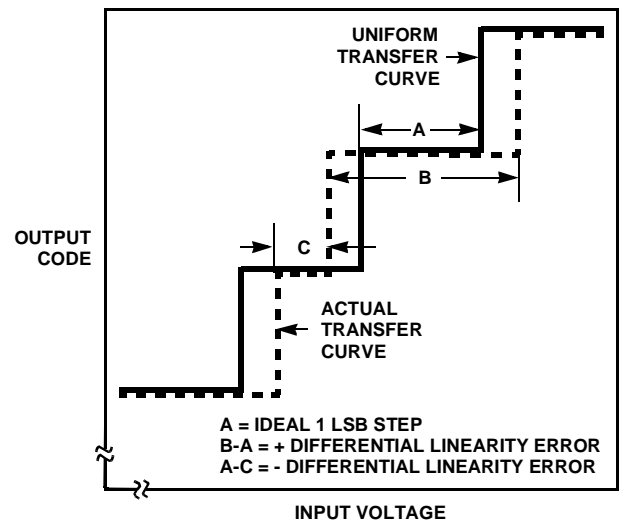 UNIFORM
TRANSFER
CURVE
A
B
OUTPUT
CODE
C
ACTUAL
TRANSFER
CURVE
A = IDEAL 1 LSB STEP
B-A = + DIFFERENTIAL LINEARITY ERROR
A-C = - DIFFERENTIAL LINEARITY ERROR
INPUT VOLTAGE